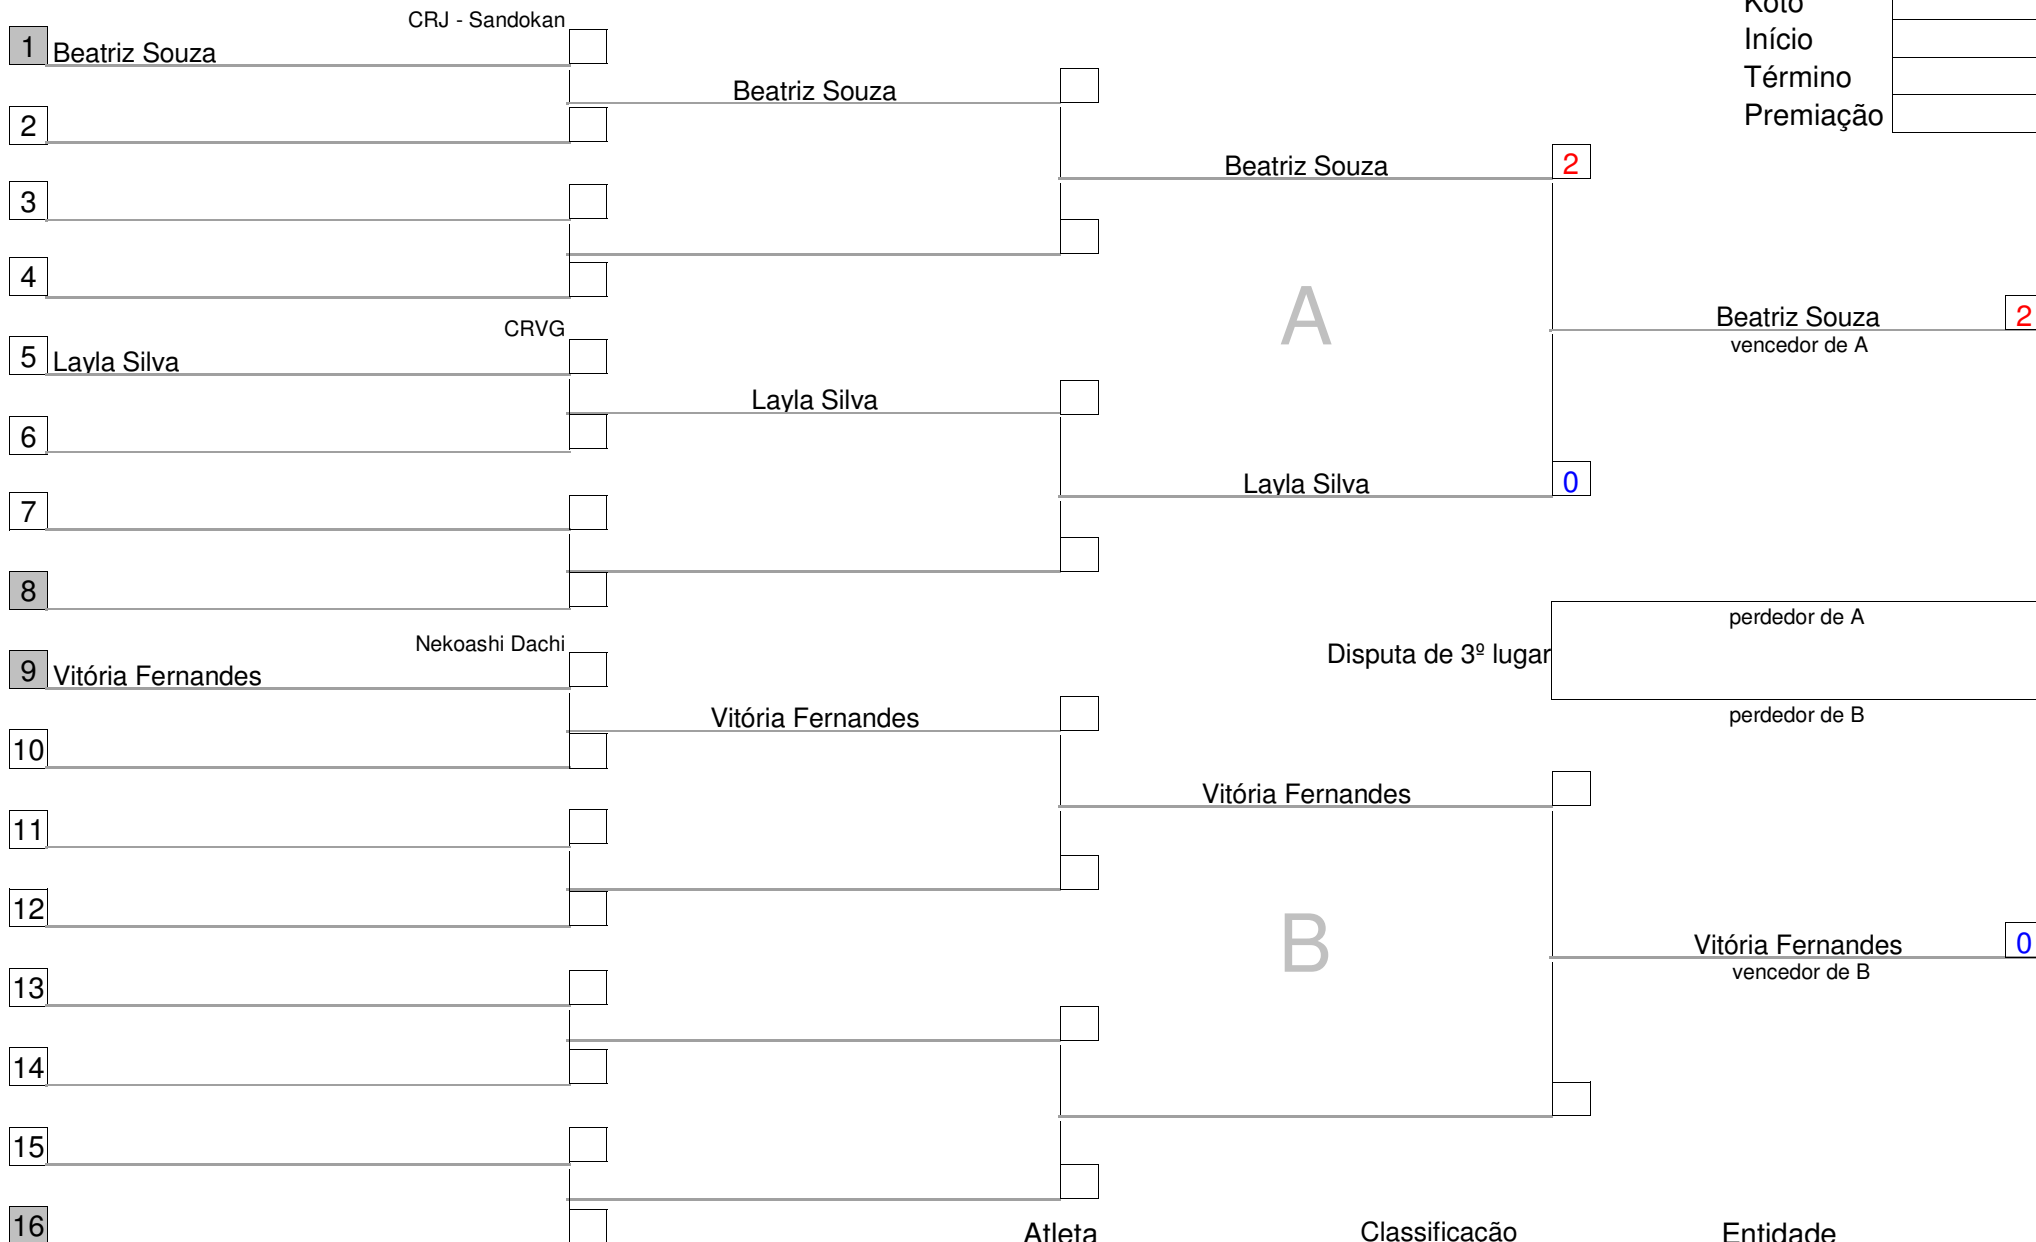 CRJ - Sandokan
Koto
1 Beatriz Souza
Início
Beatriz Souza
Término
2
Premiação
Beatriz Souza 2
3
4
CRVG
Beatriz Souza 2
vencedor de A
5 Layla Silva
Layla Silva
A
6
Layla Silva 0
7
8
perdedor de A
Nekoashi Dachi
Disputa de 3º lugar
9 Vitória Fernandes
Vitória Fernandes
perdedor de B
10
Vitória Fernandes
11
12
B
Vitória Fernandes 0
vencedor de B
13
14
15
16
Atleta Classificação Entidade